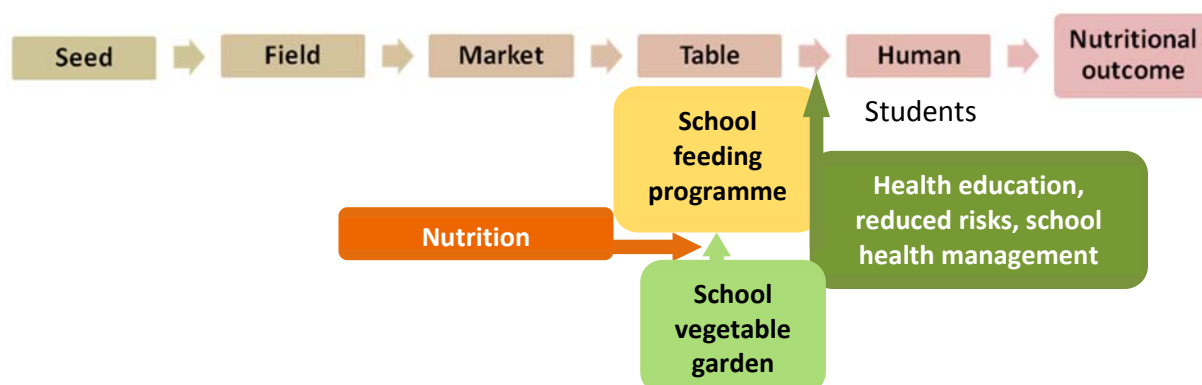 Seed
Field
Market
Table
Human
Nutritional
outcome
Students
School
feeding
programme
Health education,
reduced risks, school
health management
Nutrition
School
vegetable
garden